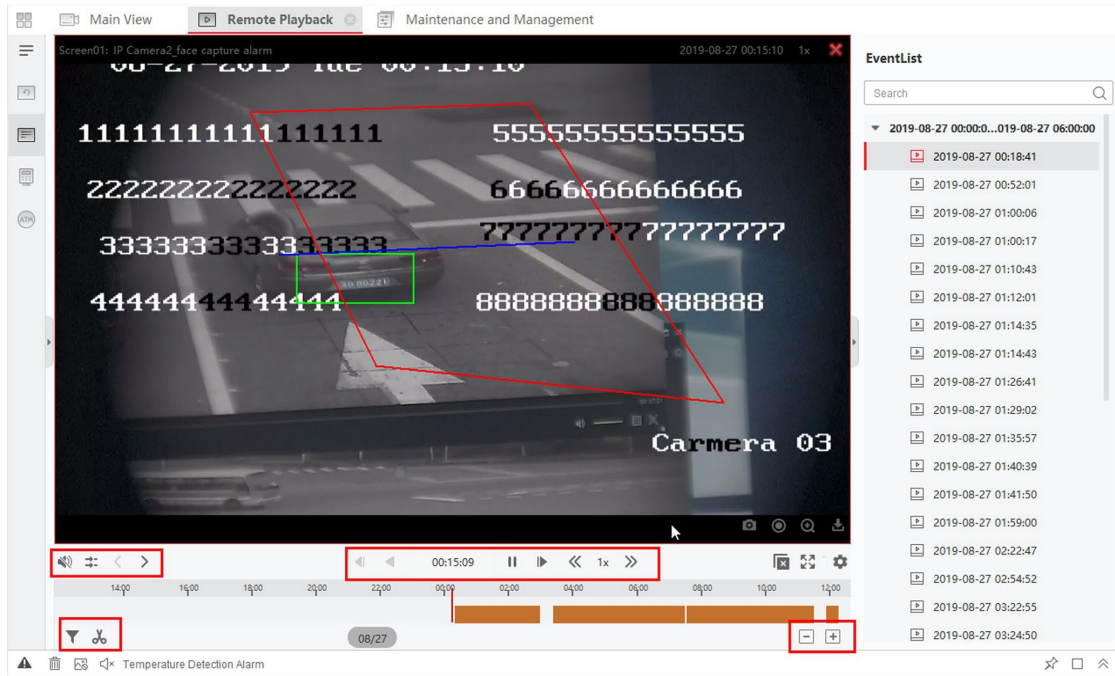 Main View
Remote Playback
Maintenance and Management
Screen01: IP Camera2_face capture alarm
2019-08-27 00:15:10 1x
EventList
Search
11111111111111111
55555555555555
2222222222222222
66666666666666
33333333333333333
77777777777777777
44444444444444
8888888888888888
Carmera 03
2019-08-27 00:00:0...019-08-27 06:00:00
2019-08-27 00:18:41
2019-08-27 00:52:01
2019-08-27 01:00:06
2019-08-27 01:00:17
2019-08-27 01:10:43
2019-08-27 01:12:01
2019-08-27 01:14:35
2019-08-27 01:14:43
2019-08-27 01:26:41
2019-08-27 01:29:02
2019-08-27 01:35:57
2019-08-27 01:40:39
2019-08-27 01:41:50
2019-08-27 01:59:00
2019-08-27 02:22:47
2019-08-27 02:54:52
2019-08-27 03:22:55
2019-08-27 03:24:50
ATM
00:15:09
1x
14:00 16:00 18:00 20:00 22:00 00:00 02:00 04:00 06:00 08:00 10:00 12:00
08/27
Temperature Detection Alarm